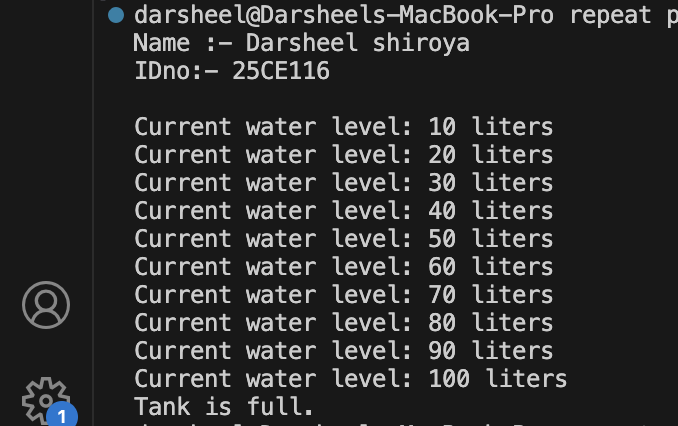 darsheel@Darsheels-MacBook-Pro repeat
Name :- Darsheel shiroya
IDno:- 25CE116
Current water level: 10 liters
Current water level: 20 liters
Current water level: 30 liters
Current water level: 40 liters
Current water level: 50 liters
Current water level: 60 liters
Current water level: 70 liters
Current water level: 80 liters
Current water level: 90 liters
Current water level: 100 liters
Tank is full.
1